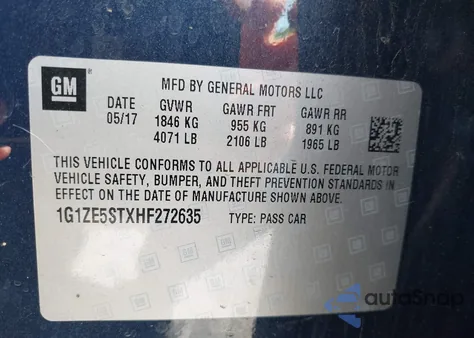 GM
MFD BY GENERAL MOTORS LLC
DATE GVWR GAWR FRT GAWR RR
05/17 1846 KG 955 KG 891 KG
4071 LB 2106 LB 1965 LB
THIS VEHICLE CONFORMS TO ALL APPLICABLE U.S. FEDERAL MOTOR
VEHICLE SAFETY, BUMPER, AND THEFT PREVENTION STANDARDS IN
EFFECT ON THE DATE OF MANUFACTURE SHOWN ABOVE.
1G1ZE5STXHF272635 TYPE: PASS CAR
autoSnap